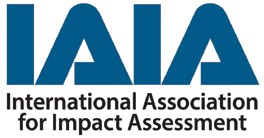 IAIA
International Association
for Impact Assessment